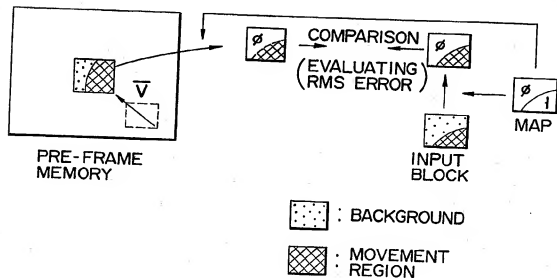 COMPARISON
(EVALUATING
RMS ERROR)
ø
ø
V̅
ø 1
MAP
PRE-FRAME
MEMORY
INPUT
BLOCK
: BACKGROUND
: MOVEMENT
REGION